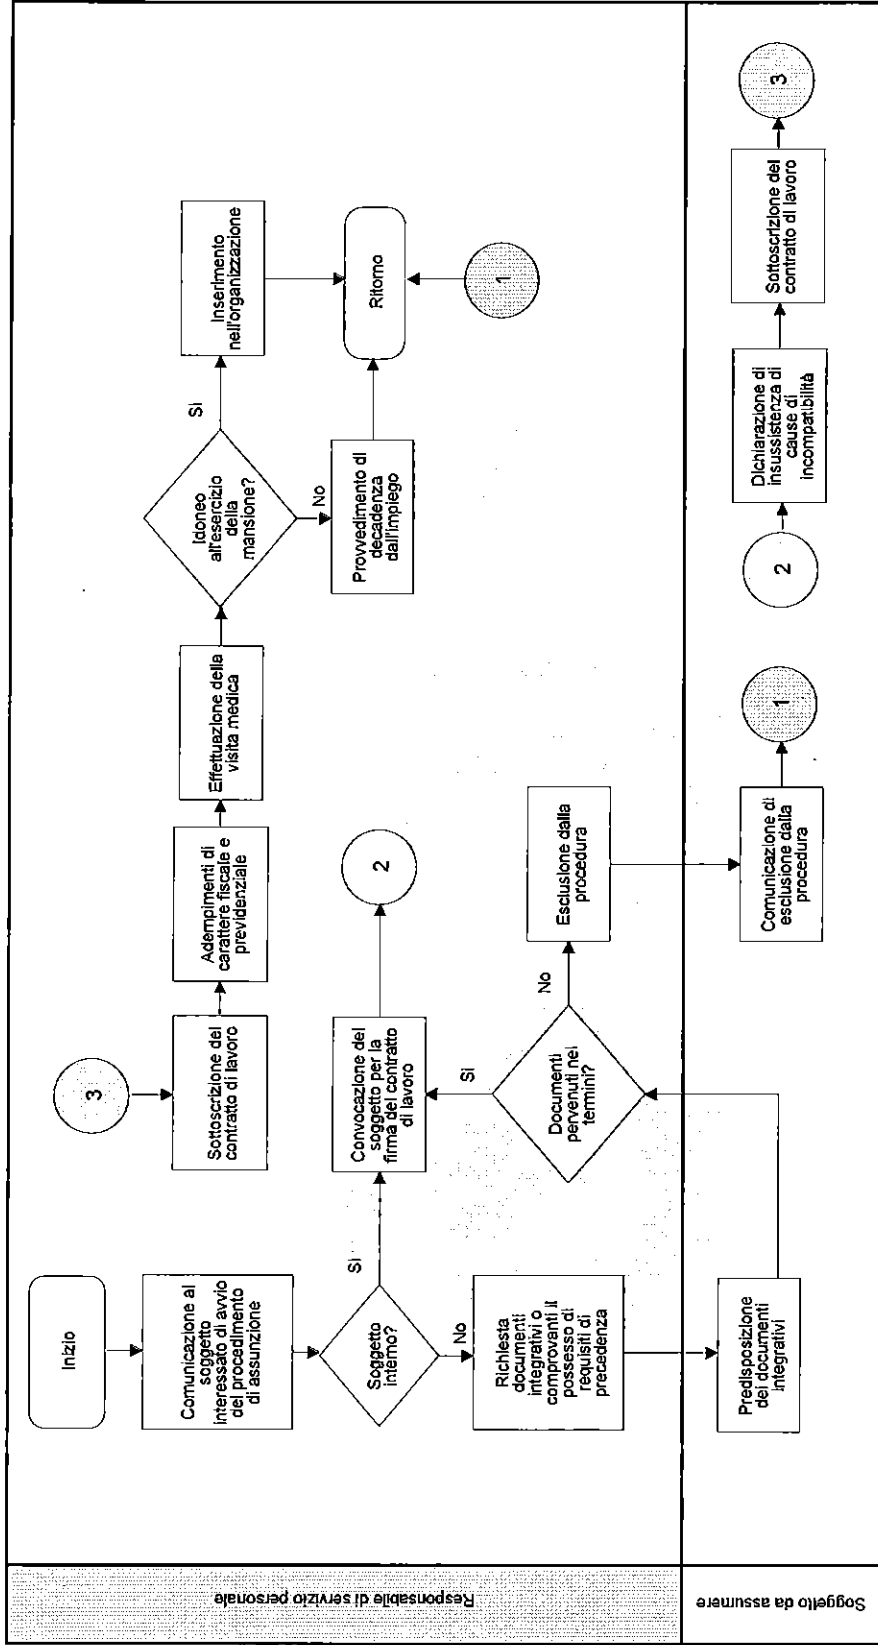 Responsabile di servizio personale
Inizio
Comunicazione al
soggetto
interessato di avvio
del procedimento
di assunzione
Soggetto
interno?
Sì
No
Richiesta
documenti
integrativi o
comprovanti il
possesso di
requisiti di
precedenza
3
Sottoscrizione del
contratto di lavoro
Adempimenti di
carattere fiscale e
previdenziale
Effettuazione della
visita medica
Idoneo
all'esercizio
della
mansione?
Sì
No
Inserimento
nell'organizzazione
Provvedimento di
decadenza
dall'impiego
Ritorno
1
Convocazione del
soggetto per la
firma del contratto
di lavoro
2
Documenti
pervenuti nei
termini?
Sì
No
Esclusione dalla
procedura
Soggetto da assumere
Predisposizione
dei documenti
integrativi
Comunicazione di
esclusione dalla
procedura
1
2
Dichiarazione di
insussistenza di
cause di
incompatibilità
Sottoscrizione del
contratto di lavoro
3